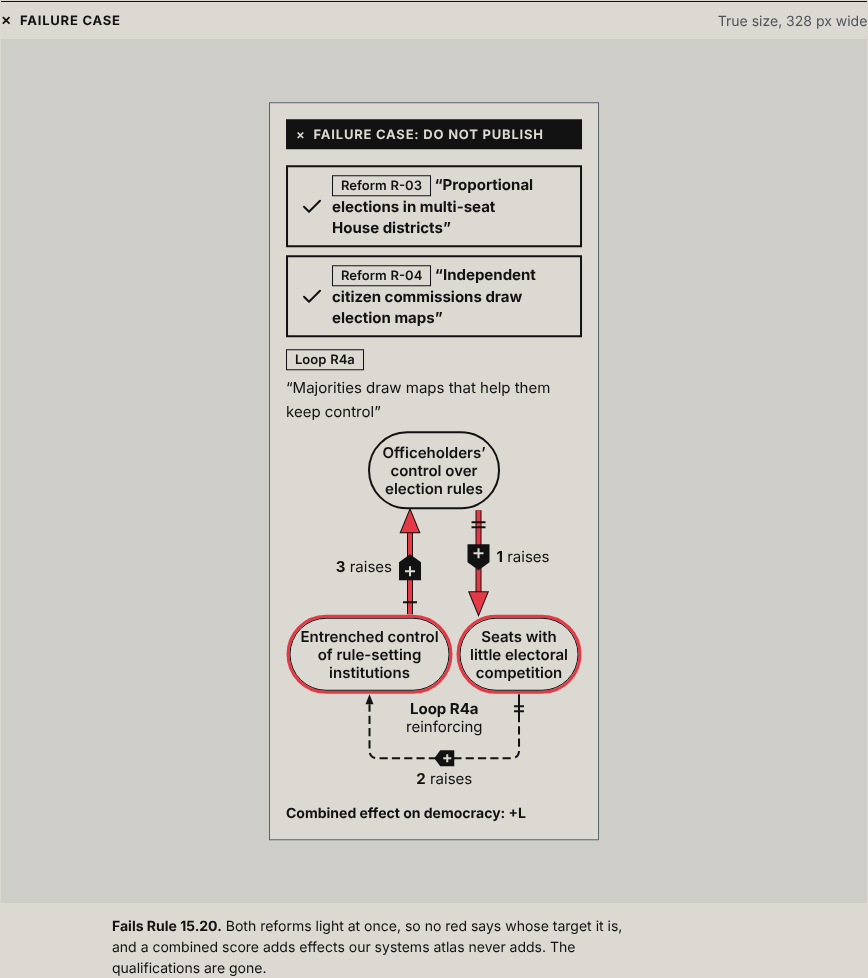 × FAILURE CASE
True size, 328 px wide
× FAILURE CASE: DO NOT PUBLISH
Reform R-03 “Proportional
elections in multi-seat
House districts”
Reform R-04 “Independent
citizen commissions draw
election maps”
Loop R4a
“Majorities draw maps that help them
keep control”
Officeholders’
control over
election rules
3 raises
+
+
1 raises
Entrenched control
of rule-setting
institutions
Seats with
little electoral
competition
Loop R4a
reinforcing
+
2 raises
Combined effect on democracy: +L
Fails Rule 15.20. Both reforms light at once, so no red says whose target it is,
and a combined score adds effects our systems atlas never adds. The
qualifications are gone.